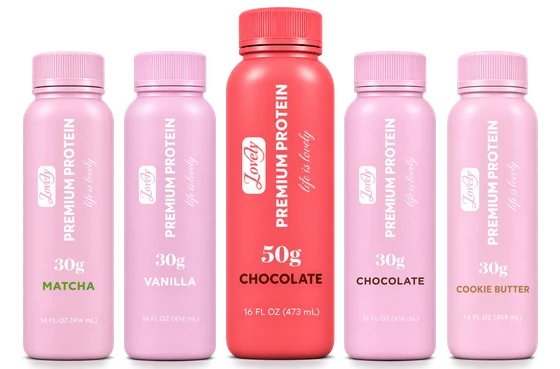 Lovely
PREMIUM PROTEIN
life is lovely
30g
MATCHA
14 FL OZ (414 mL)
Lovely
PREMIUM PROTEIN
life is lovely
30g
VANILLA
14 FL OZ (414 mL)
Lovely
PREMIUM PROTEIN
life is lovely
50g
CHOCOLATE
16 FL OZ (473 mL)
Lovely
PREMIUM PROTEIN
life is lovely
30g
CHOCOLATE
14 FL OZ (414 mL)
Lovely
PREMIUM PROTEIN
life is lovely
30g
COOKIE BUTTER
14 FL OZ (414 mL)